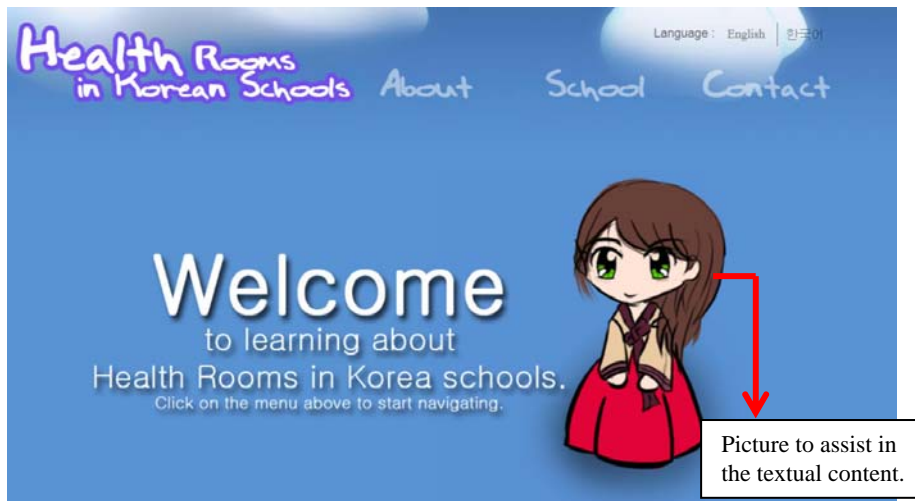 Language : English 한국어
Health Rooms
in Korean Schools
About School Contact
Welcome
to learning about
Health Rooms in Korea schools.
Click on the menu above to start navigating.
Picture to assist in
the textual content.